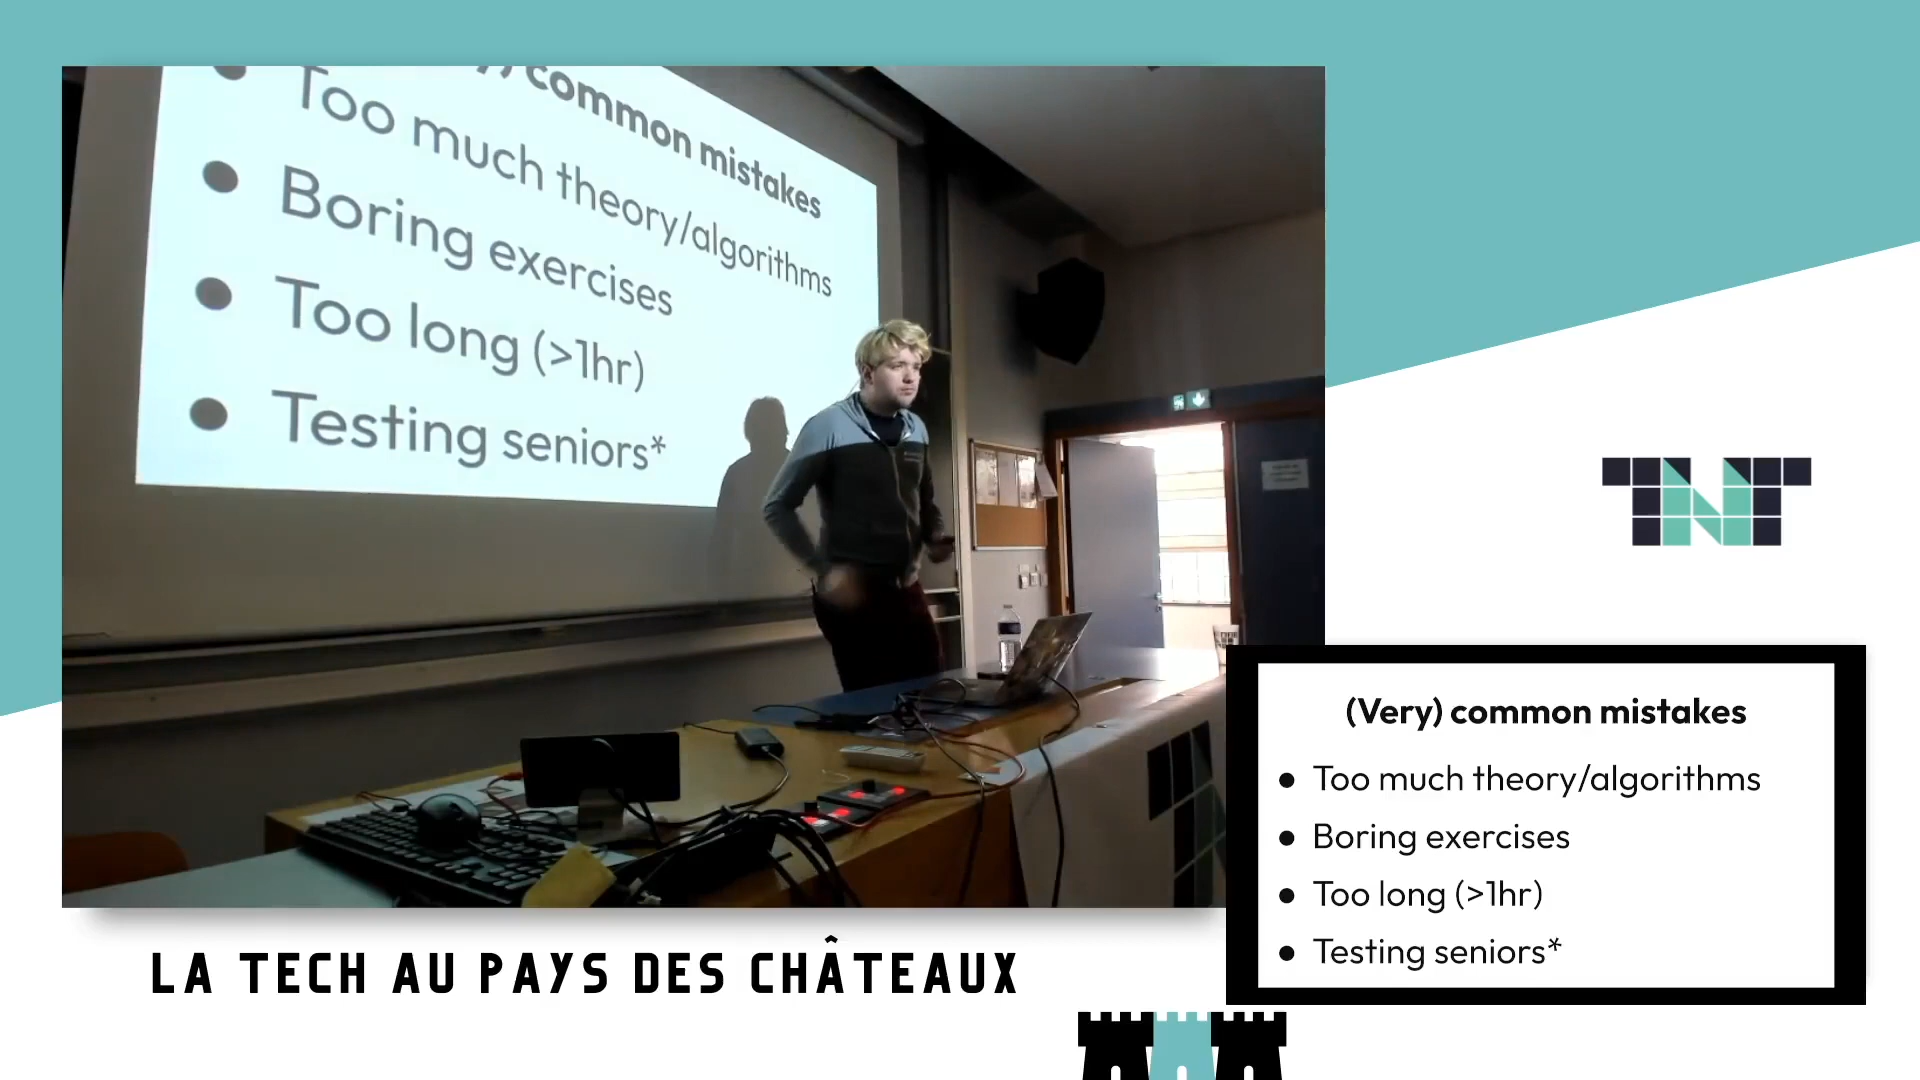 common mistakes
Too much theory/algorithms
Boring exercises
Too long (>1hr)
Testing seniors*
TNT
(Very) common mistakes
Too much theory/algorithms
Boring exercises
Too long (>1hr)
Testing seniors*
LA TECH AU PAYS DES CHÂTEAUX